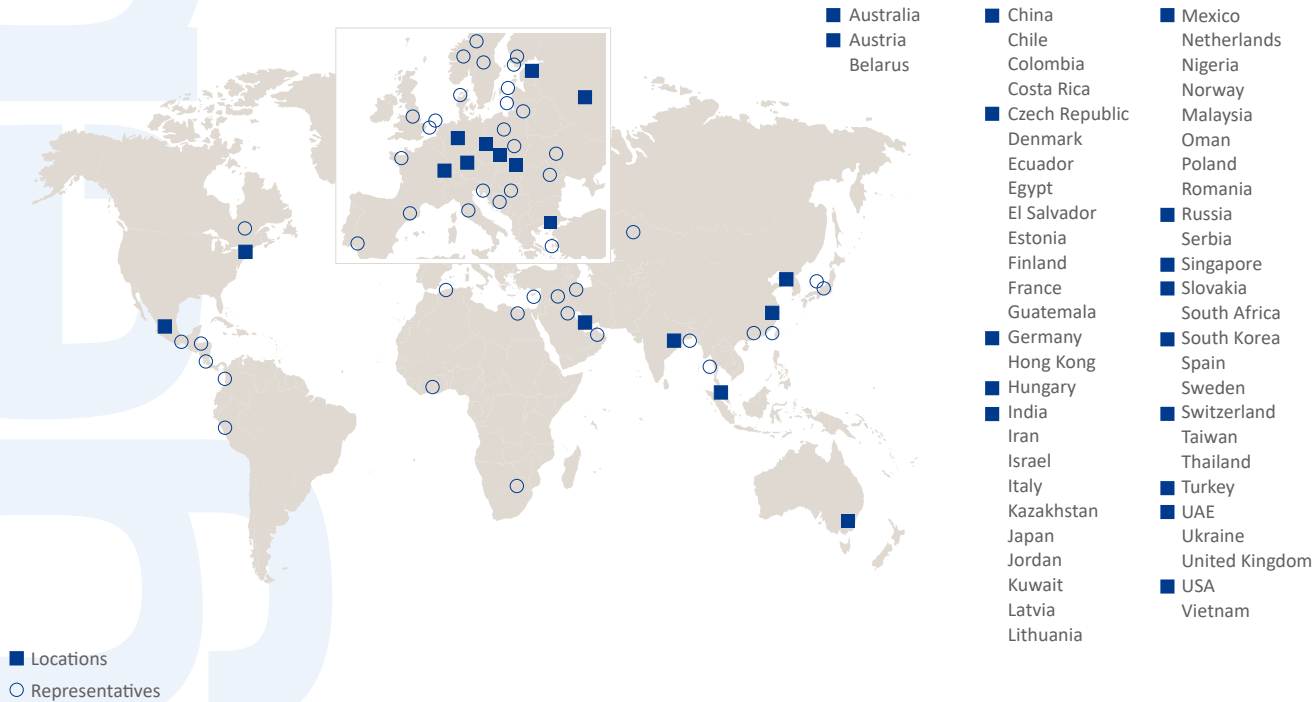 Australia
Austria
Belarus
China
Chile
Colombia
Costa Rica
Czech Republic
Denmark
Ecuador
Egypt
El Salvador
Estonia
Finland
France
Guatemala
Germany
Hong Kong
Hungary
India
Iran
Israel
Italy
Kazakhstan
Japan
Jordan
Kuwait
Latvia
Lithuania
Mexico
Netherlands
Nigeria
Norway
Malaysia
Oman
Poland
Romania
Russia
Serbia
Singapore
Slovakia
South Africa
South Korea
Spain
Sweden
Switzerland
Taiwan
Thailand
Turkey
UAE
Ukraine
United Kingdom
USA
Vietnam
Locations
Representatives